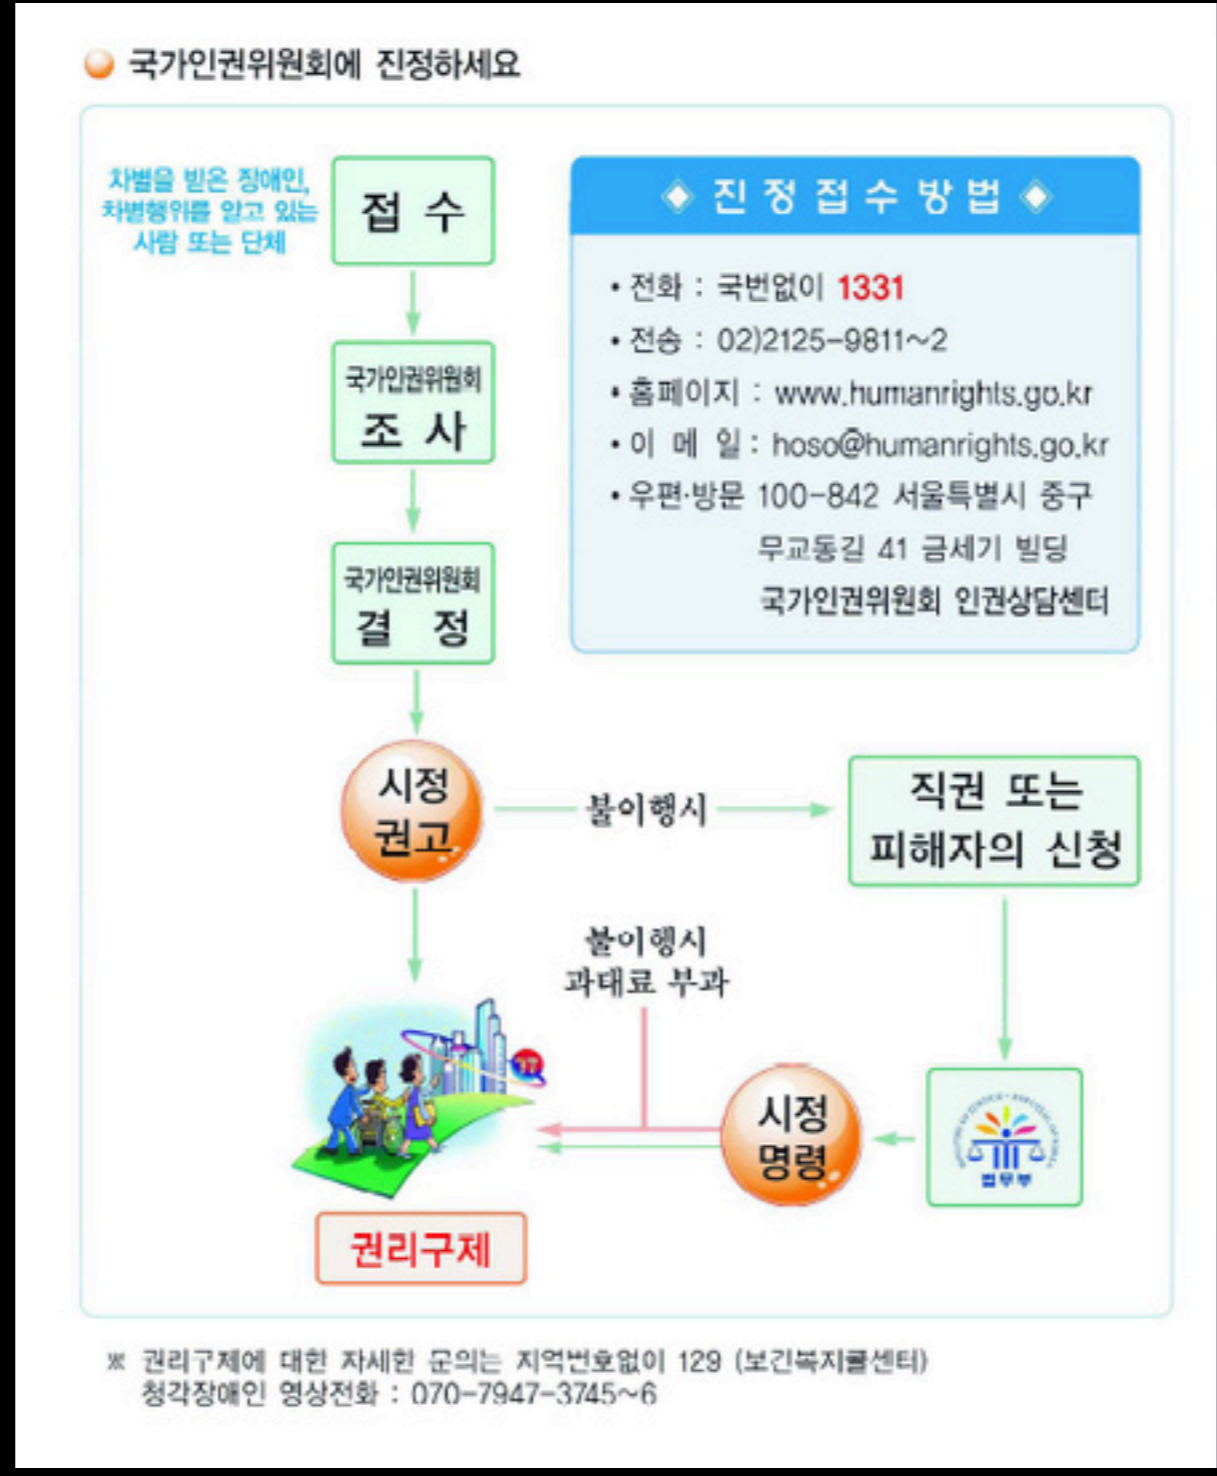 국가인권위원회에 진정하세요
차별을 받은 장애인,
차별행위를 알고 있는
사람 또는 단체
접 수
국가인권위원회
조 사
국가인권위원회
결 정
◈ 진 정 접 수 방 법 ◈
• 전화 : 국번없이 1331
• 전송 : 02)2125-9811~2
• 홈페이지 : www.humanrights.go.kr
• 이 메 일 : hoso@humanrights.go.kr
• 우편·방문 100-842 서울특별시 중구
무교동길 41 금세기 빌딩
국가인권위원회 인권상담센터
시정
권고
불이행시
직권 또는
피해자의 신청
불이행시
과대료 부과
시정
명령
법무부
권리구제
※ 권리구제에 대한 자세한 문의는 지역번호없이 129 (보건복지콜센터)
청각장애인 영상전화 : 070-7947-3745~6